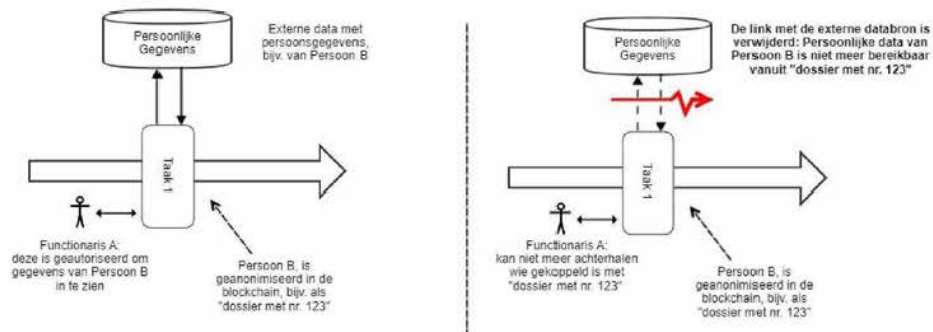 Persoonlijke
Gegevens
Externe data met
persoonsgegevens,
bijv. van Persoon B
Taak 1
Functionaris A:
deze is geautoriseerd om
gegevens van Persoon B
in te zien
Persoon B, is
geanonimiseerd in de
blockchain, bijv. als
"dossier met nr. 123"
Persoonlijke
Gegevens
De link met de externe databron is
verwijderd: Persoonlijke data van
Persoon B is niet meer bereikbaar
vanuit "dossier met nr. 123"
Taak 1
Functionaris A:
kan niet meer achterhalen
wie gekoppeld is met
"dossier met nr. 123"
Persoon B, is
geanonimiseerd in de
blockchain, bijv. als
"dossier met nr. 123"